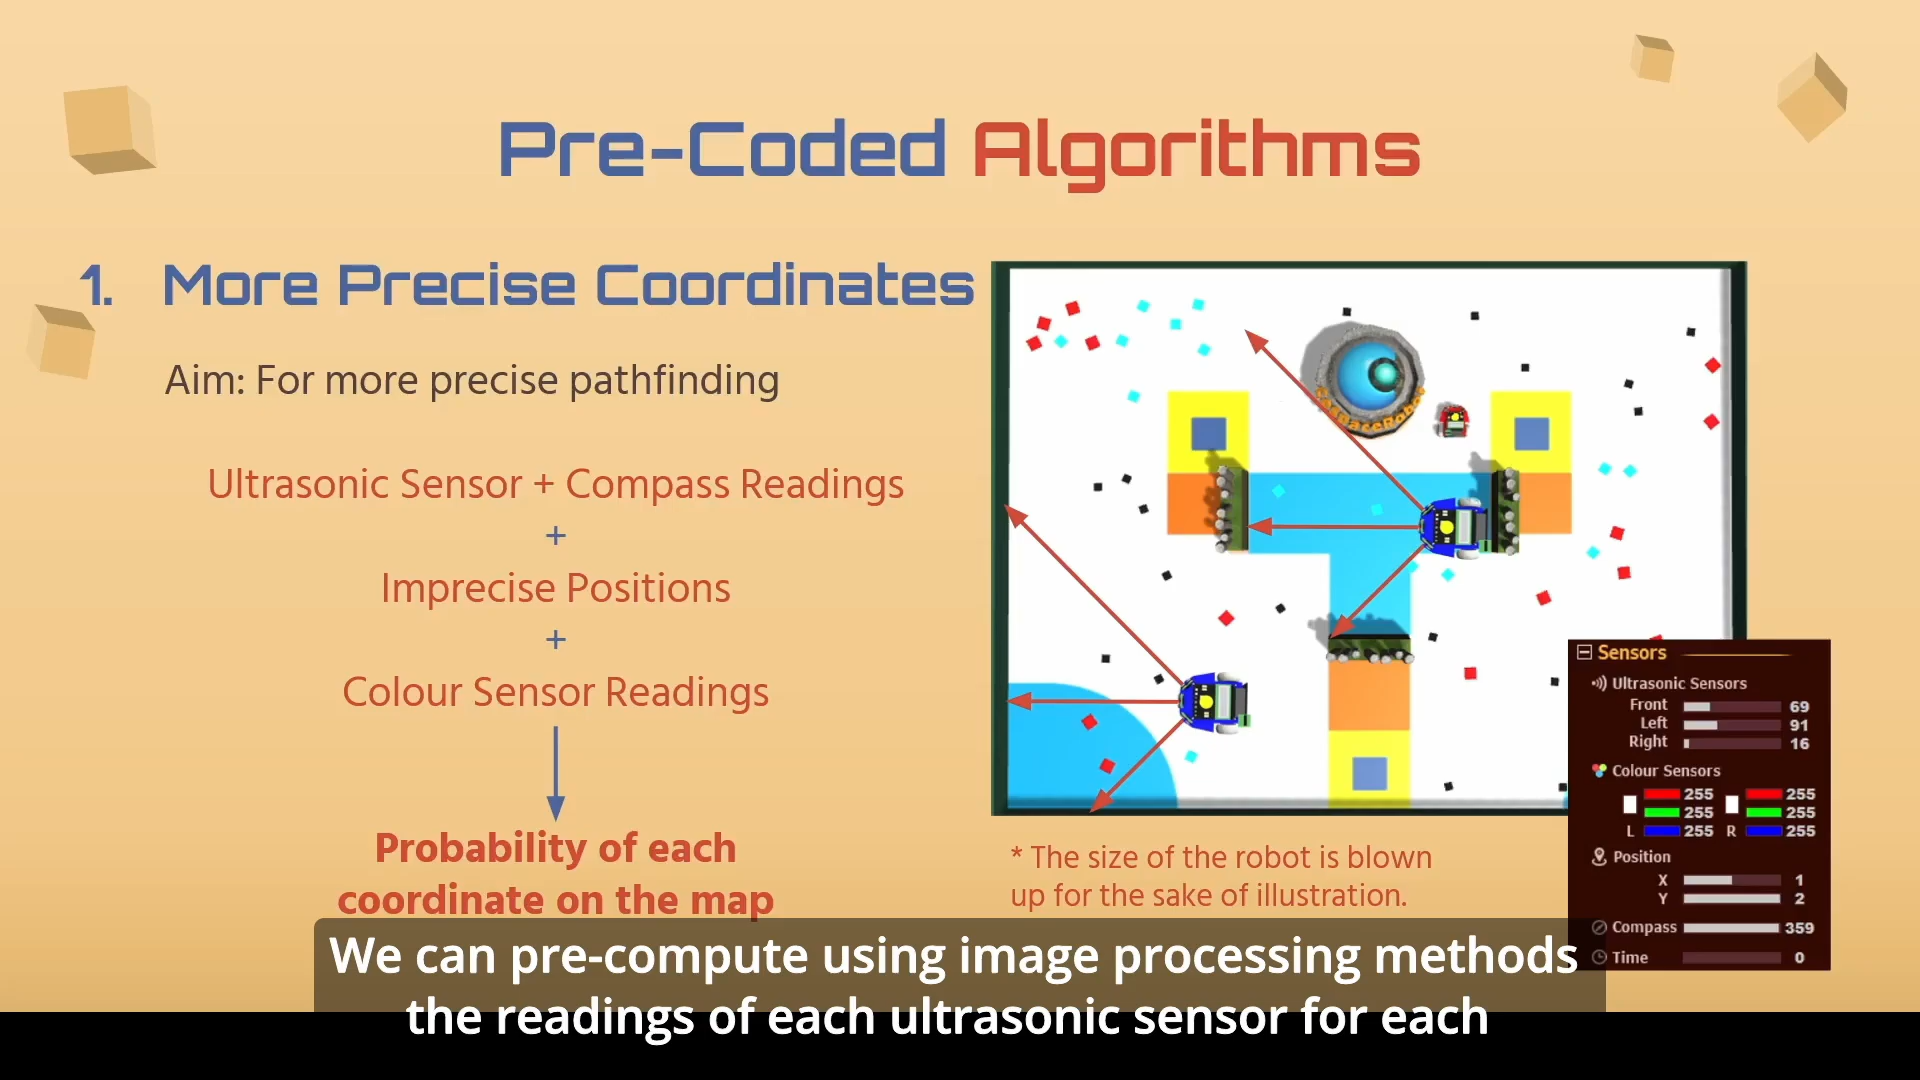 Pre-Coded Algorithms
1. More Precise Coordinates
Aim: For more precise pathfinding
Ultrasonic Sensor + Compass Readings
+
Imprecise Positions
+
Colour Sensor Readings
Probability of each
coordinate on the map
CospaceRobot
* The size of the robot is blown
up for the sake of illustration.
Sensors
Ultrasonic Sensors
Front 69
Left 91
Right 16
Colour Sensors
255 255
255 255
L 255 R 255
Position
X 1
Y 2
Compass 359
Time 0
We can pre-compute using image processing methods
the readings of each ultrasonic sensor for each